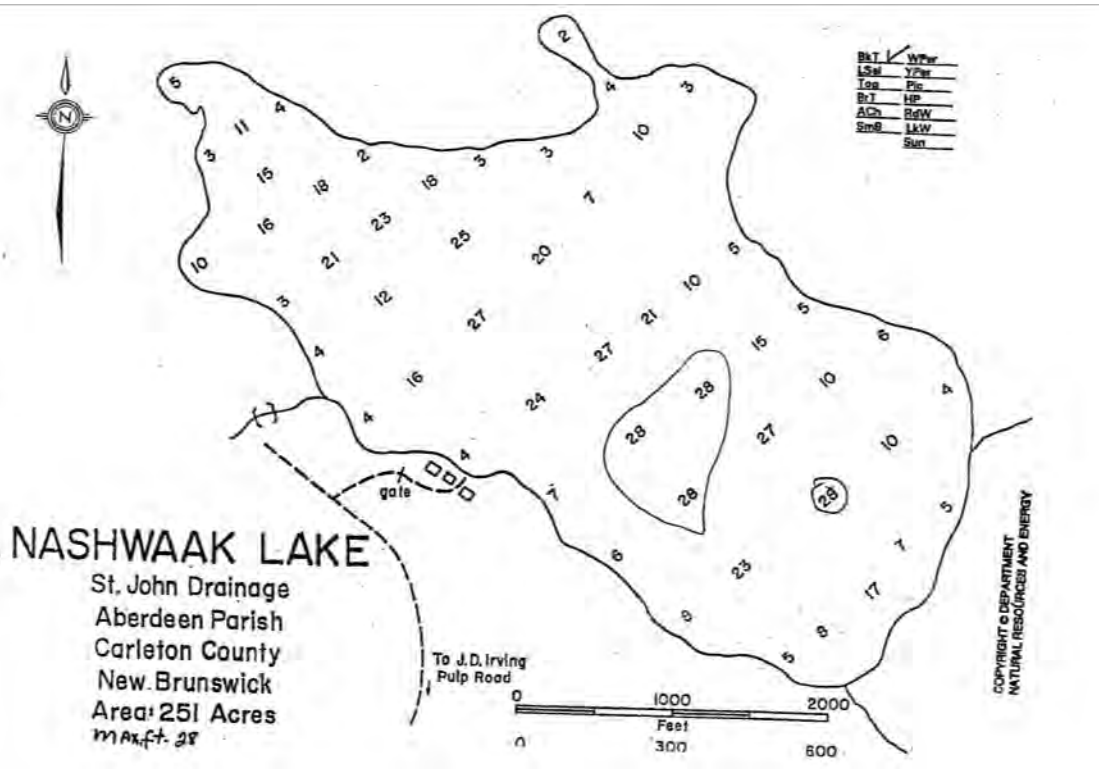 2
BkT WPer
LSal YPer
Tog Pic
BrT HP
ACh RdW
SmB LkW
Sun
5 4 4 3
N
11 10
3 2 3 3
15 18 18 7
16 23 25
10 21 20 5
3 12 10
27 21 5
4 27 15 6
16 10
24 28 4
4 28 27 10
4
gate
7 28 28 5
6 23 7
17
8 8
5
NASHWAAK LAKE
St. John Drainage
Aberdeen Parish
Carleton County
New Brunswick
Area: 251 Acres
max.ft. 28
To J.D. Irving
Pulp Road
0 1000 2000
Feet
0 300 600
COPYRIGHT © DEPARTMENT
NATURAL RESOURCES AND ENERGY